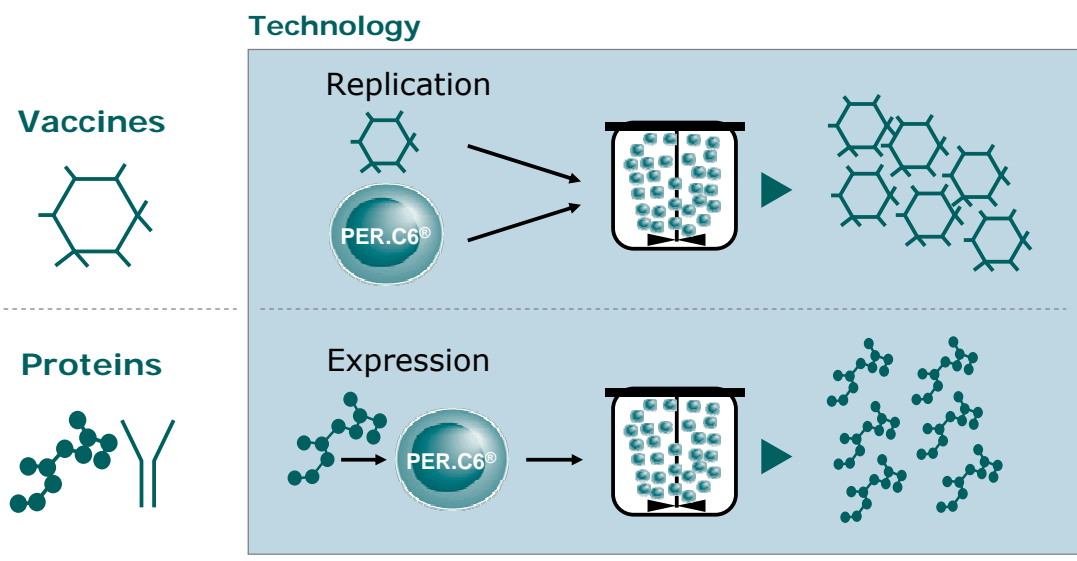 Technology
Vaccines
Replication
PER.C6®
Proteins
Expression
PER.C6®